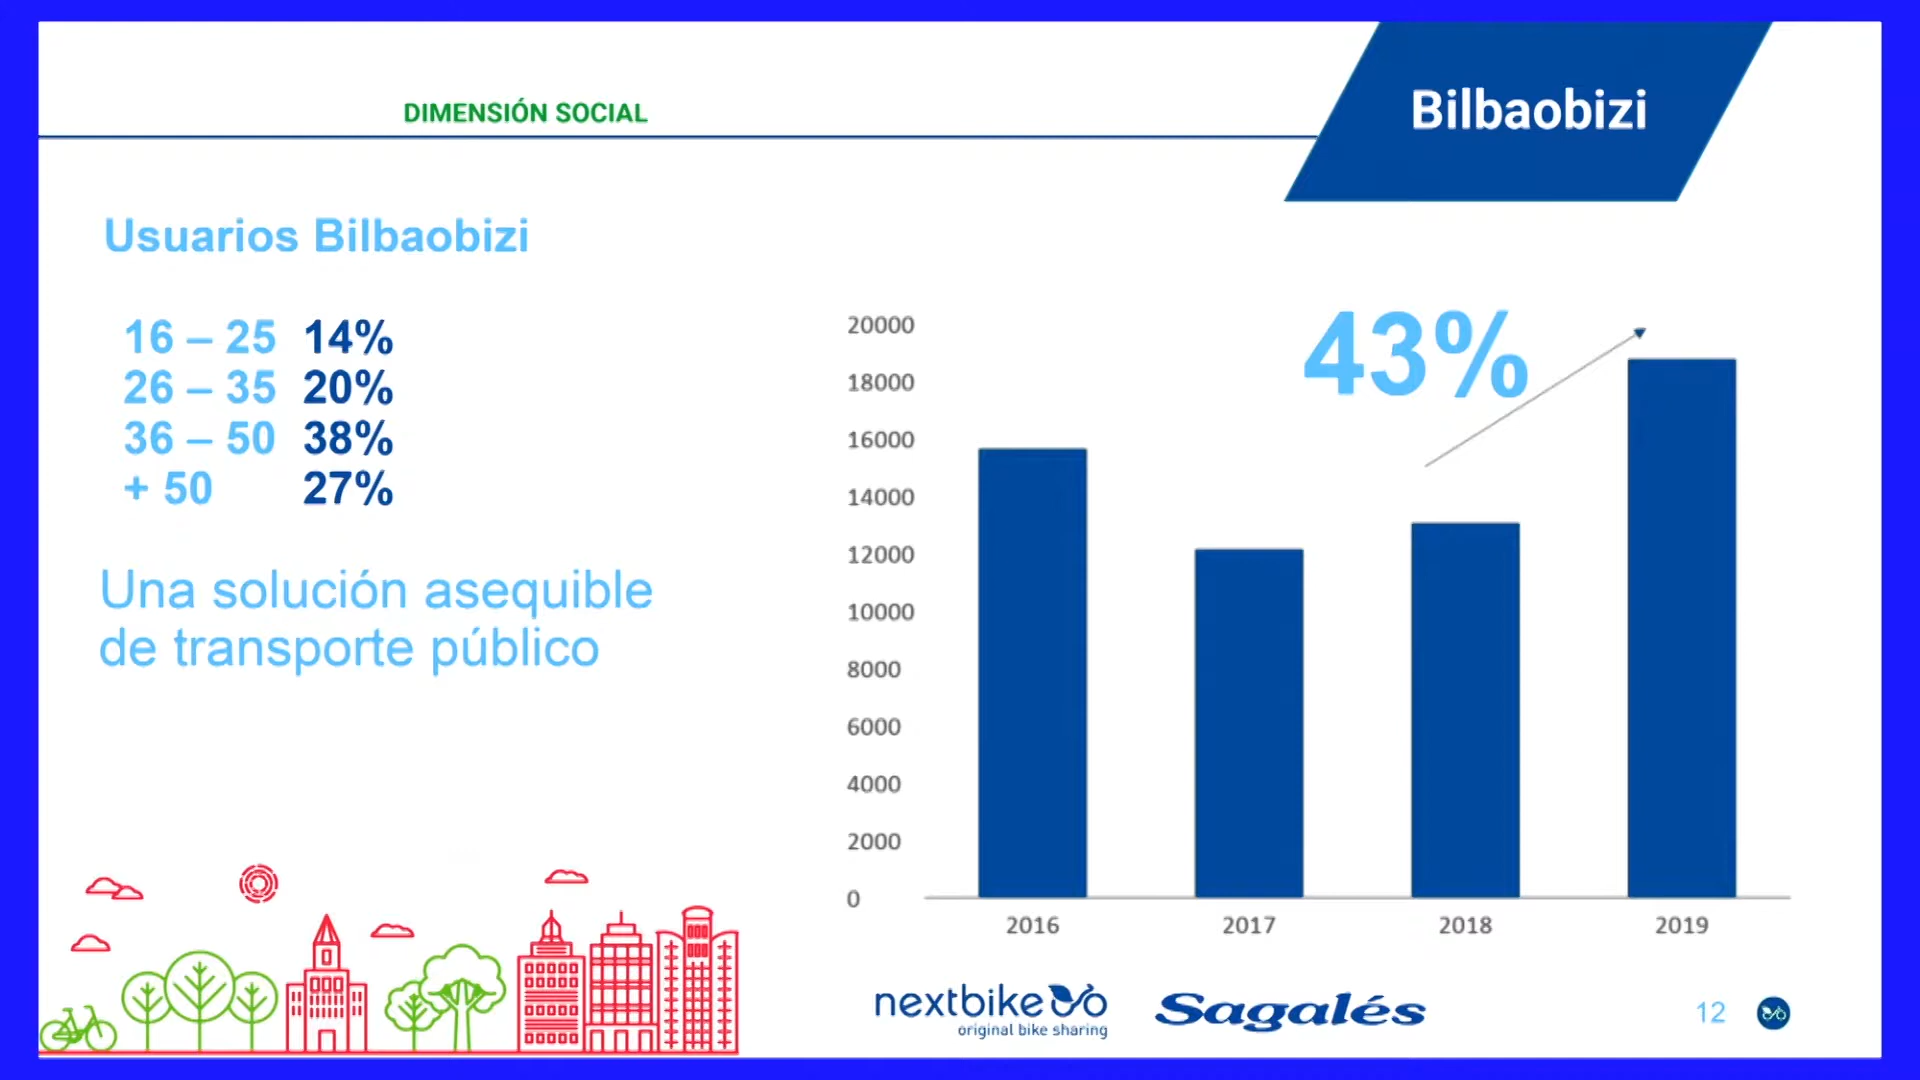 DIMENSIÓN SOCIAL
Bilbaobizi
Usuarios Bilbaobizi
16 – 25 14%
26 – 35 20%
36 – 50 38%
+ 50 27%
Una solución asequible
de transporte público
43%
20000
18000
16000
14000
12000
10000
8000
6000
4000
2000
0
2016 2017 2018 2019
nextbike
original bike sharing
Sagalés
12